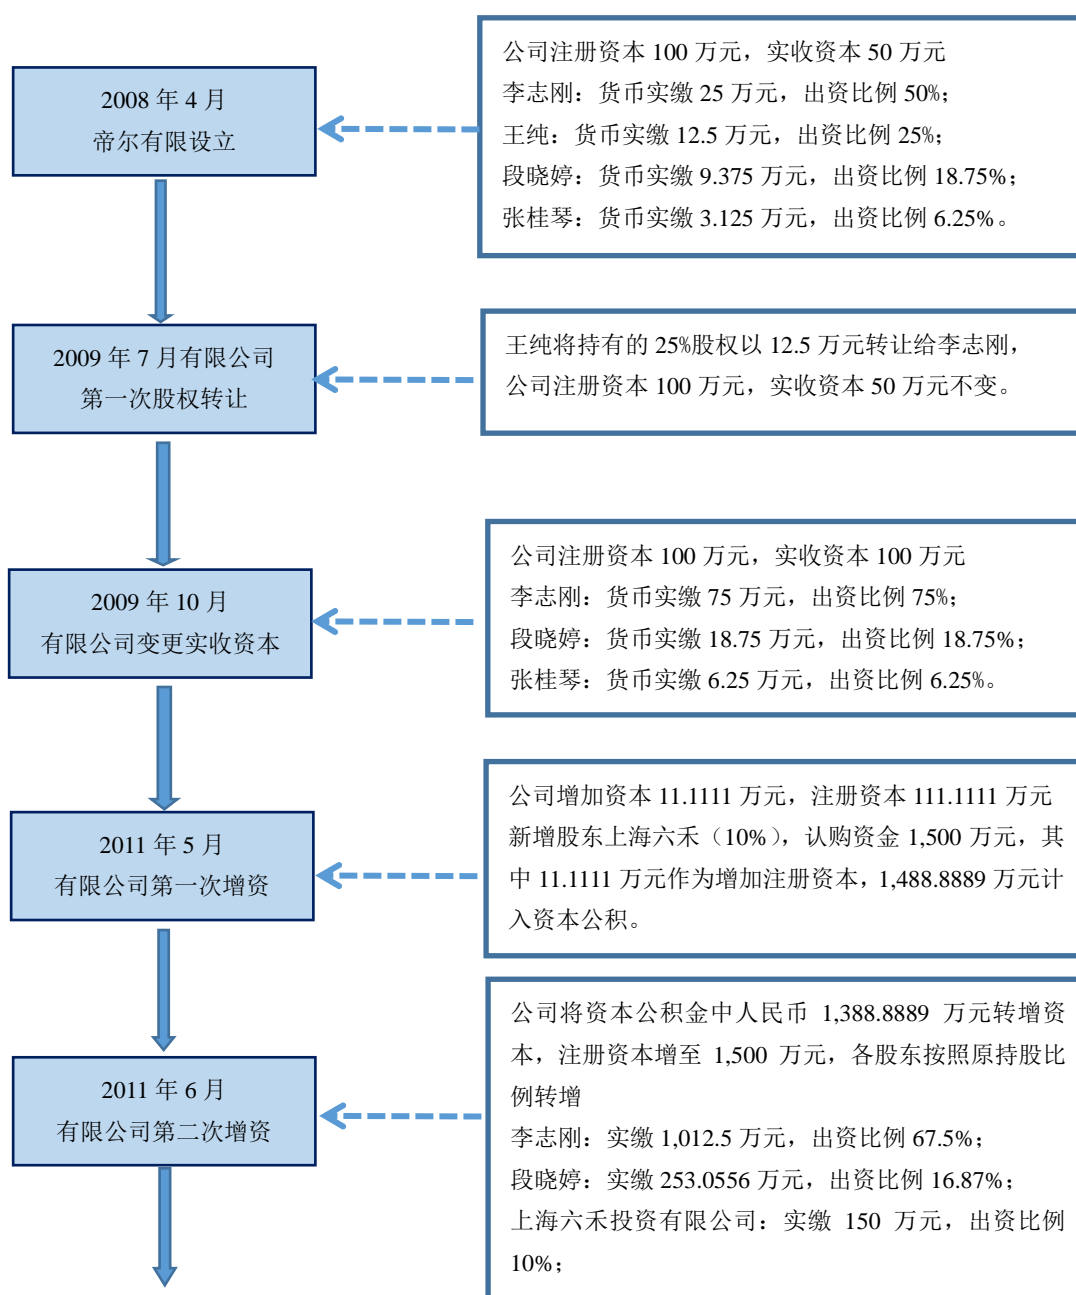 2008 年 4 月
帝尔有限设立
公司注册资本 100 万元，实收资本 50 万元
李志刚：货币实缴 25 万元，出资比例 50%；
王纯：货币实缴 12.5 万元，出资比例 25%；
段晓婷：货币实缴 9.375 万元，出资比例 18.75%；
张桂琴：货币实缴 3.125 万元，出资比例 6.25%。
2009 年 7 月有限公司
第一次股权转让
王纯将持有的 25%股权以 12.5 万元转让给李志刚，
公司注册资本 100 万元，实收资本 50 万元不变。
2009 年 10 月
有限公司变更实收资本
公司注册资本 100 万元，实收资本 100 万元
李志刚：货币实缴 75 万元，出资比例 75%；
段晓婷：货币实缴 18.75 万元，出资比例 18.75%；
张桂琴：货币实缴 6.25 万元，出资比例 6.25%。
2011 年 5 月
有限公司第一次增资
公司增加资本 11.1111 万元，注册资本 111.1111 万元
新增股东上海六禾（10%），认购资金 1,500 万元，其
中 11.1111 万元作为增加注册资本，1,488.8889 万元计
入资本公积。
2011 年 6 月
有限公司第二次增资
公司将资本公积金中人民币 1,388.8889 万元转增资
本，注册资本增至 1,500 万元，各股东按照原持股比
例转增
李志刚：实缴 1,012.5 万元，出资比例 67.5%；
段晓婷：实缴 253.0556 万元，出资比例 16.87%；
上海六禾投资有限公司：实缴 150 万元，出资比例
10%；